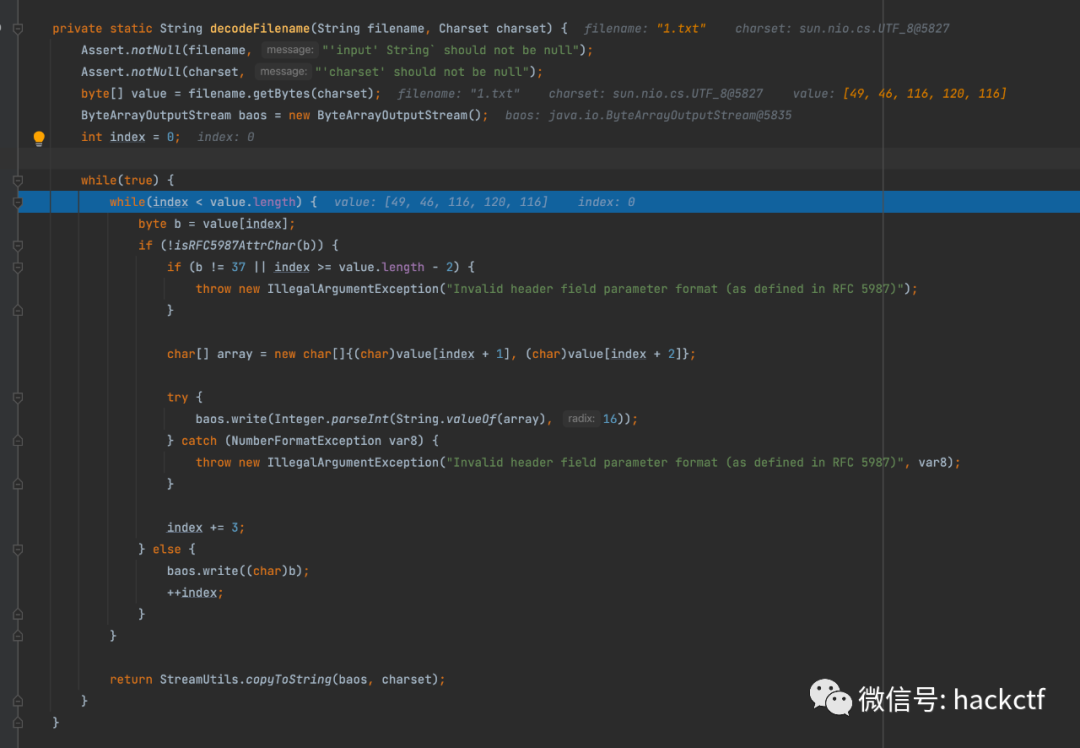 private static String decodeFilename(String filename, Charset charset) {  filename: "1.txt"    charset: sun.nio.cs.UTF_8@5827
Assert.notNull(filename,  message: "'input' String` should not be null");
Assert.notNull(charset,  message: "'charset' should not be null");
byte[] value = filename.getBytes(charset);  filename: "1.txt"    charset: sun.nio.cs.UTF_8@5827    value: [49, 46, 116, 120, 116]
ByteArrayOutputStream baos = new ByteArrayOutputStream();  baos: java.io.ByteArrayOutputStream@5835
int index = 0;  index: 0
while(true) {
while(index < value.length) {  value: [49, 46, 116, 120, 116]    index: 0
byte b = value[index];
if (!isRFC5987AttrChar(b)) {
if (b != 37 || index >= value.length - 2) {
throw new IllegalArgumentException("Invalid header field parameter format (as defined in RFC 5987)");
}
char[] array = new char[]{(char)value[index + 1], (char)value[index + 2]};
try {
baos.write(Integer.parseInt(String.valueOf(array),  radix: 16));
} catch (NumberFormatException var8) {
throw new IllegalArgumentException("Invalid header field parameter format (as defined in RFC 5987)", var8);
}
index += 3;
} else {
baos.write((char)b);
++index;
}
}
return StreamUtils.copyToString(baos, charset);
}
}
微信号: hackctf